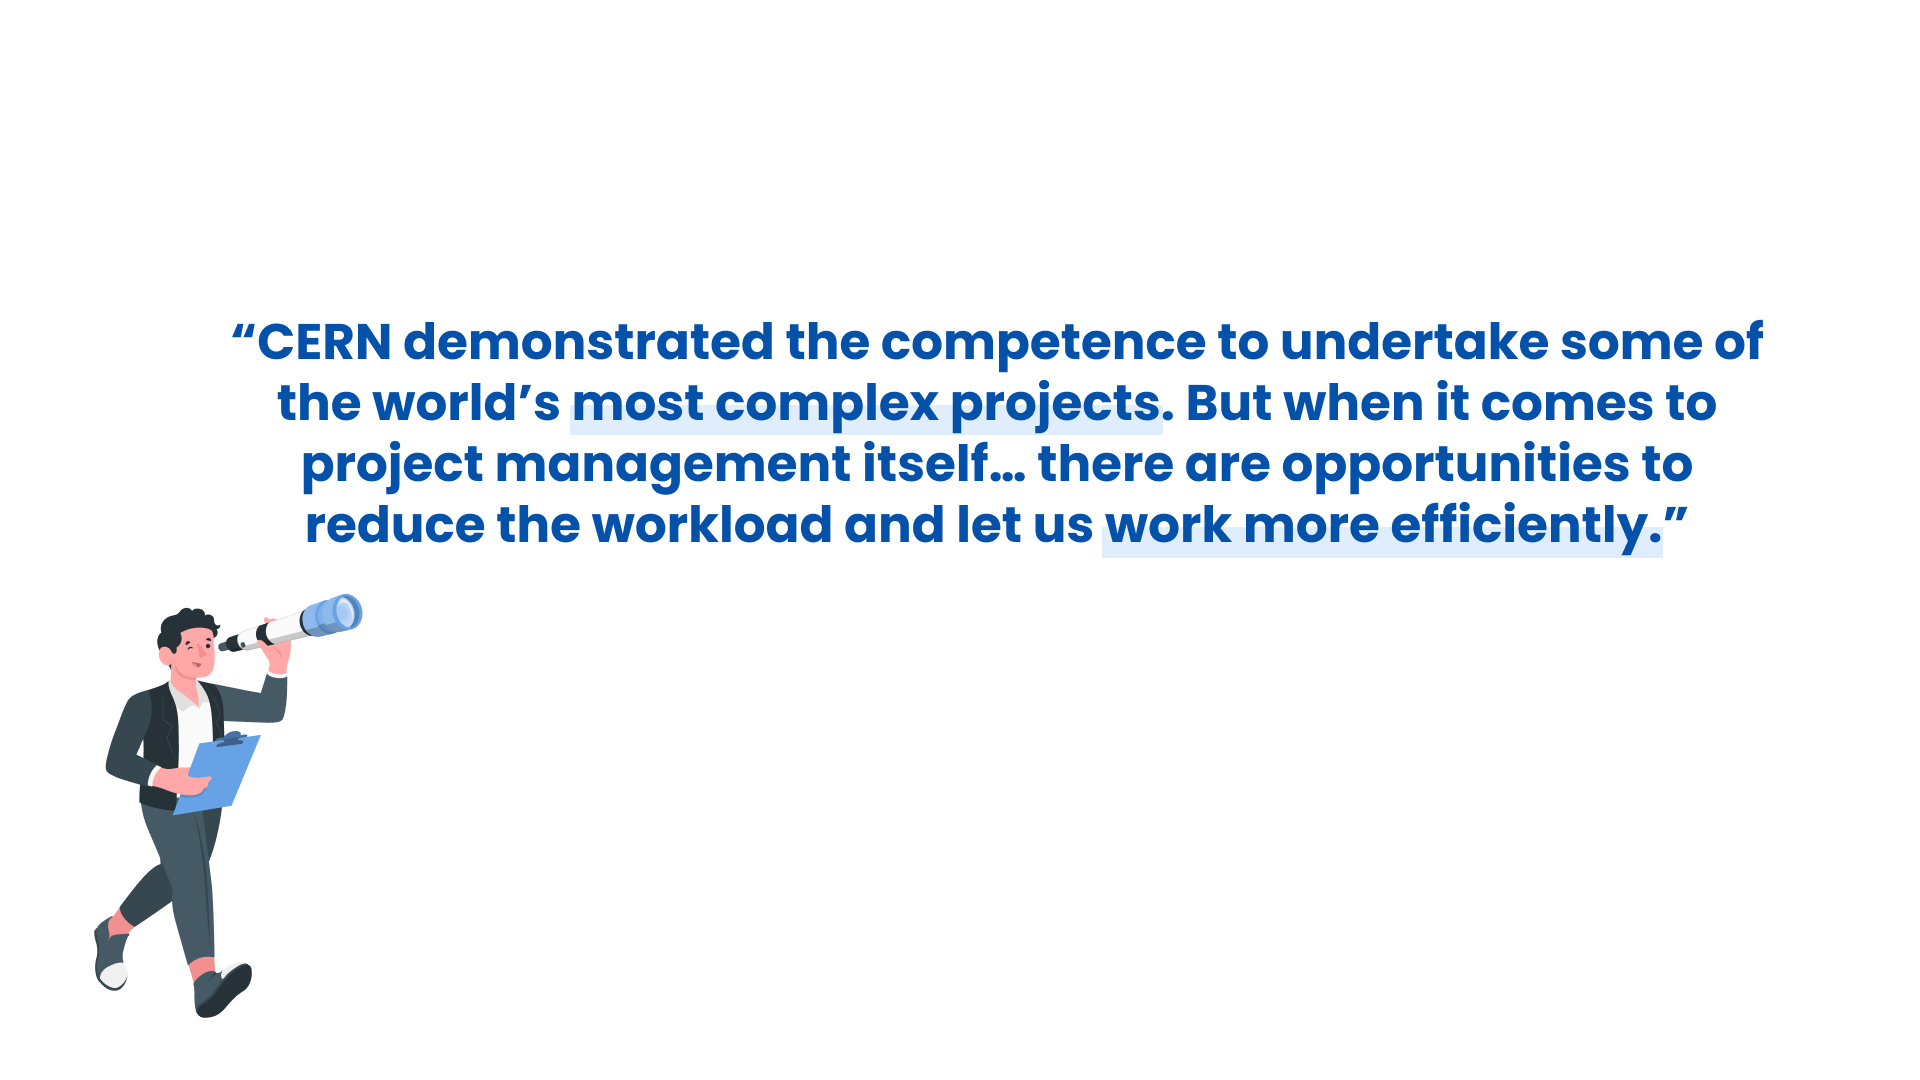 “CERN demonstrated the competence to undertake some of
the world’s most complex projects. But when it comes to
project management itself… there are opportunities to
reduce the workload and let us work more efficiently.”